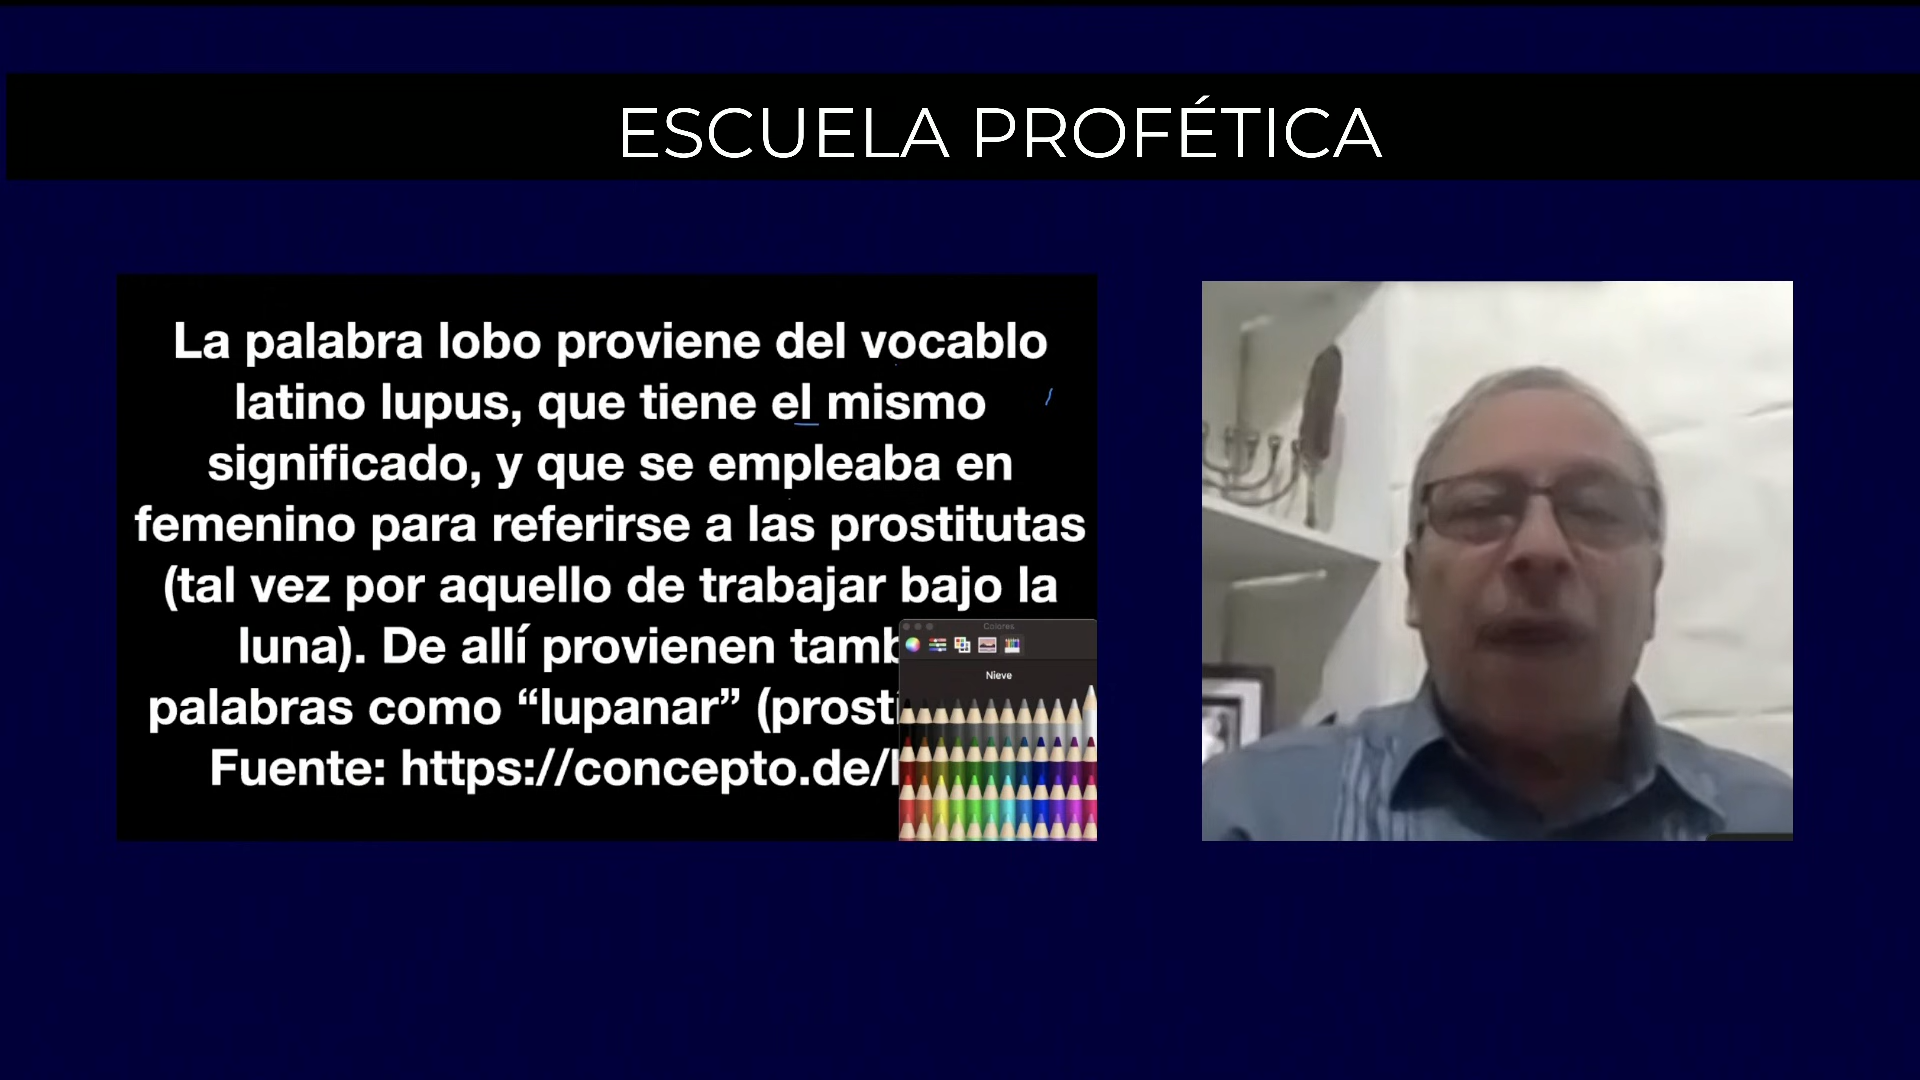 ESCUELA PROFÉTICA
La palabra lobo proviene del vocablo
latino lupus, que tiene el mismo
significado, y que se empleaba en
femenino para referirse a las prostitutas
(tal vez por aquello de trabajar bajo la
luna). De allí provienen
palabras como “lupanar”
Fuente: https://concepto.de/
Colores
Nieve